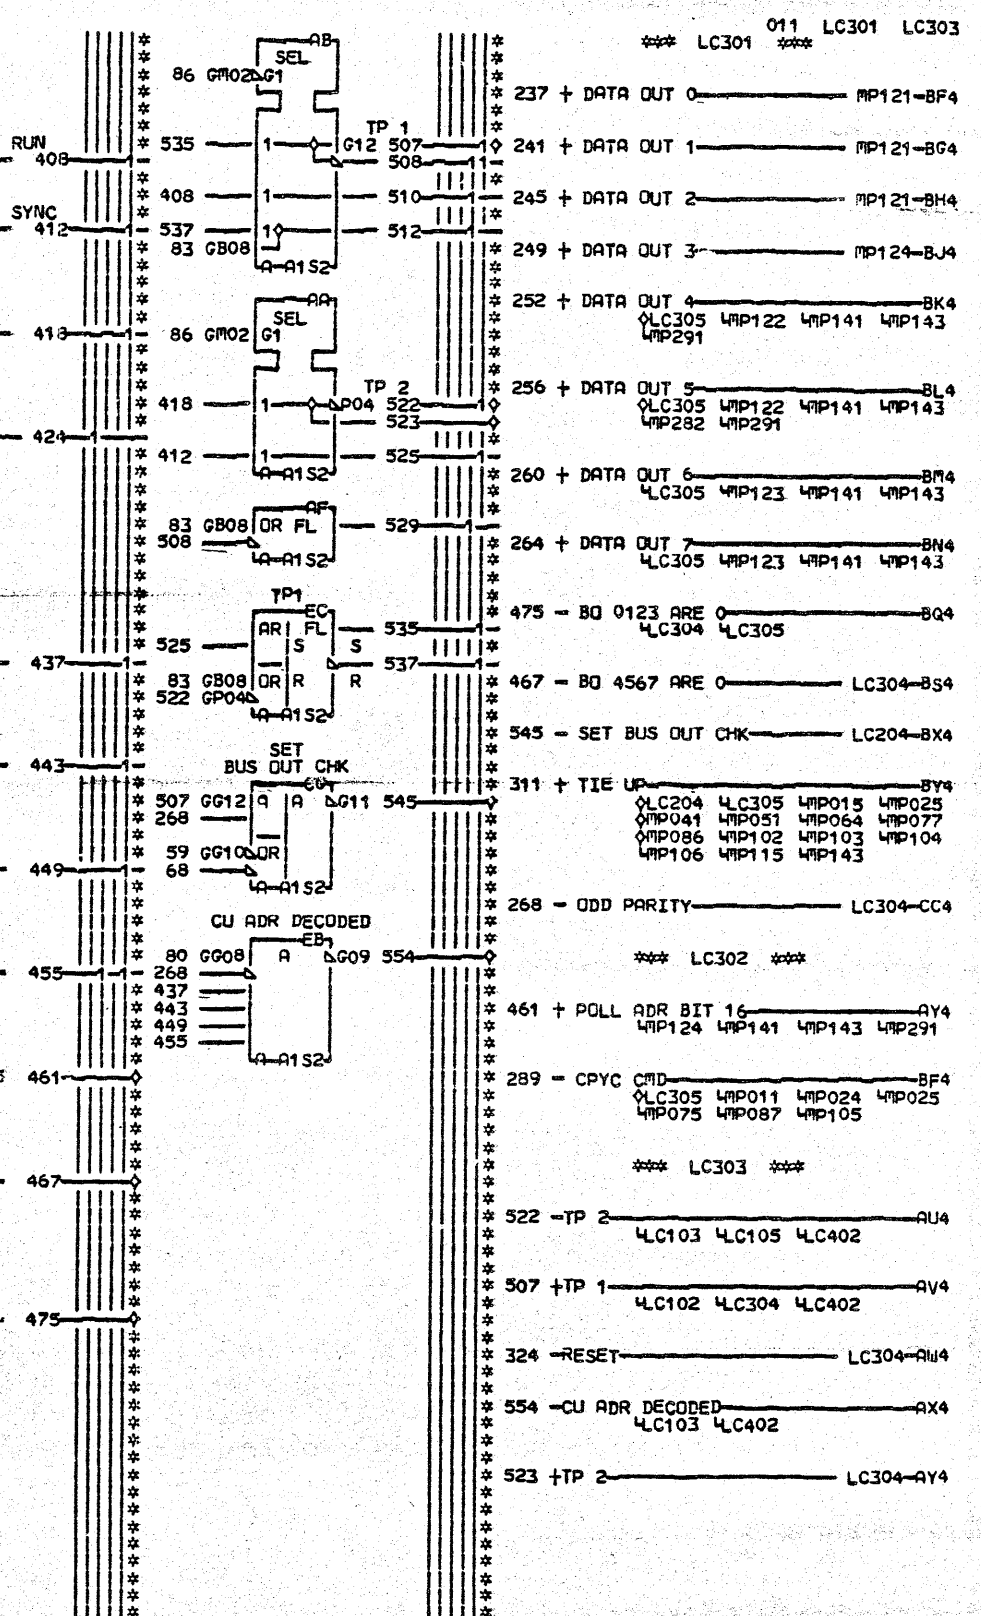 011 LC301 LC303
*** LC301 ***
RUN
408
SYNC
412
418
424
437
443
449
455
461
467
475
AB
SEL
86 GM02 G1
TP 1
535 1 G12 507 1
508 11
408 1 510 1
537 1 512 1
83 GB08
A-A1S2
AA
SEL
86 GM02 G1
TP 2
418 1 P04 522 1
523
412 1 525 1
A-A1S2
AF
83 GB08 OR FL 529 1
508
A-A1S2
TP1
EC
AR FL 535 1
525 S S
537 1
83 GB08 OR R R
522 GP04
A-A1S2
SET
BUS OUT CHK
507 GG12 A A G11 545
268
59 GG10 OR
68
A-A1S2
CU ADR DECODED
EB
80 GG08 A G09 554
268
437
443
449
455
A-A1S2
237 + DATA OUT 0 MP121-BF4
241 + DATA OUT 1 MP121-BG4
245 + DATA OUT 2 MP121-BH4
249 + DATA OUT 3 MP124-BJ4
252 + DATA OUT 4 BK4
LC305 MP122 MP141 MP143
MP291
256 + DATA OUT 5 BL4
LC305 MP122 MP141 MP143
MP282 MP291
260 + DATA OUT 6 BM4
LC305 MP123 MP141 MP143
264 + DATA OUT 7 BN4
LC305 MP123 MP141 MP143
475 - BO 0123 ARE 0 BQ4
LC304 LC305
467 - BO 4567 ARE 0 LC304-BS4
545 - SET BUS OUT CHK LC204-BX4
311 + TIE UP BY4
LC204 LC305 MP015 MP025
MP041 MP051 MP064 MP077
MP086 MP102 MP103 MP104
MP106 MP115 MP143
268 - ODD PARITY LC304-CC4
*** LC302 ***
461 + POLL ADR BIT 16 AY4
MP124 MP141 MP143 MP291
289 - CPYC CMD BF4
LC305 MP011 MP024 MP025
MP075 MP087 MP105
*** LC303 ***
522 -TP 2 AU4
LC103 LC105 LC402
507 +TP 1 AV4
LC102 LC304 LC402
324 -RESET LC304-AW4
554 -CU ADR DECODED AX4
LC103 LC402
523 +TP 2 LC304-AY4